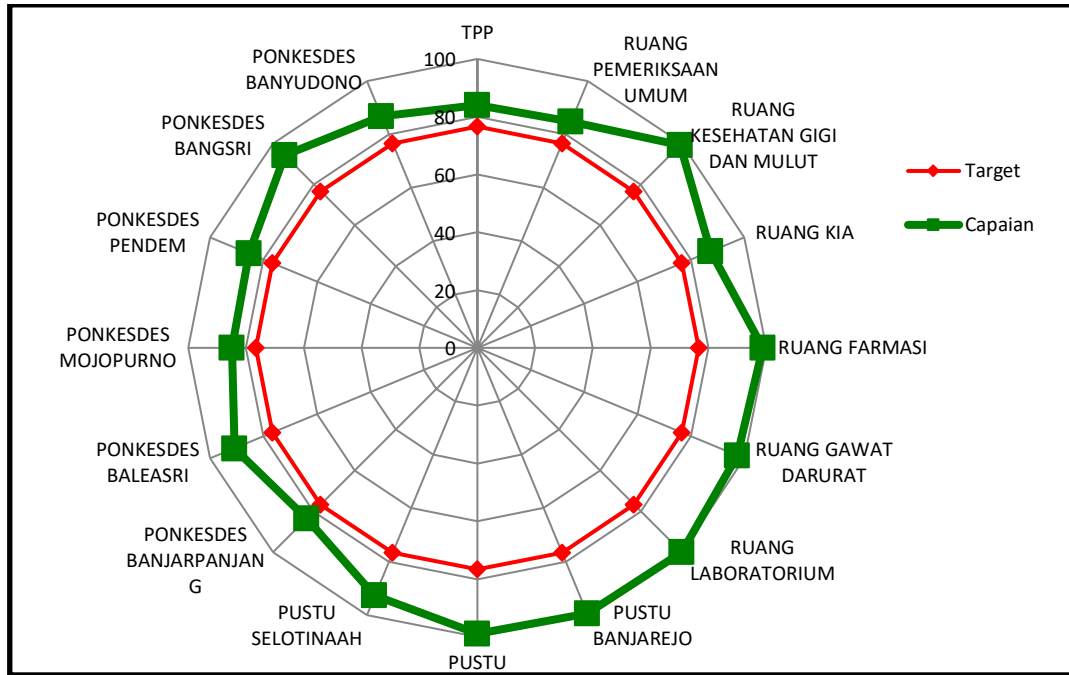 TPP
RUANG
PEMERIKSAAN
UMUM
RUANG
KESEHATAN GIGI
DAN MULUT
RUANG KIA
RUANG FARMASI
RUANG GAWAT
DARURAT
RUANG
LABORATORIUM
PUSTU
BANJAREJO
PUSTU
PUSTU
SELOTINAAH
PONKESDES
BANJARPANJAN
G
PONKESDES
BALEASRI
PONKESDES
MOJOPURNO
PONKESDES
PENDEM
PONKESDES
BANGSRI
PONKESDES
BANYUDONO
100
80
60
40
20
0
Target
Capaian